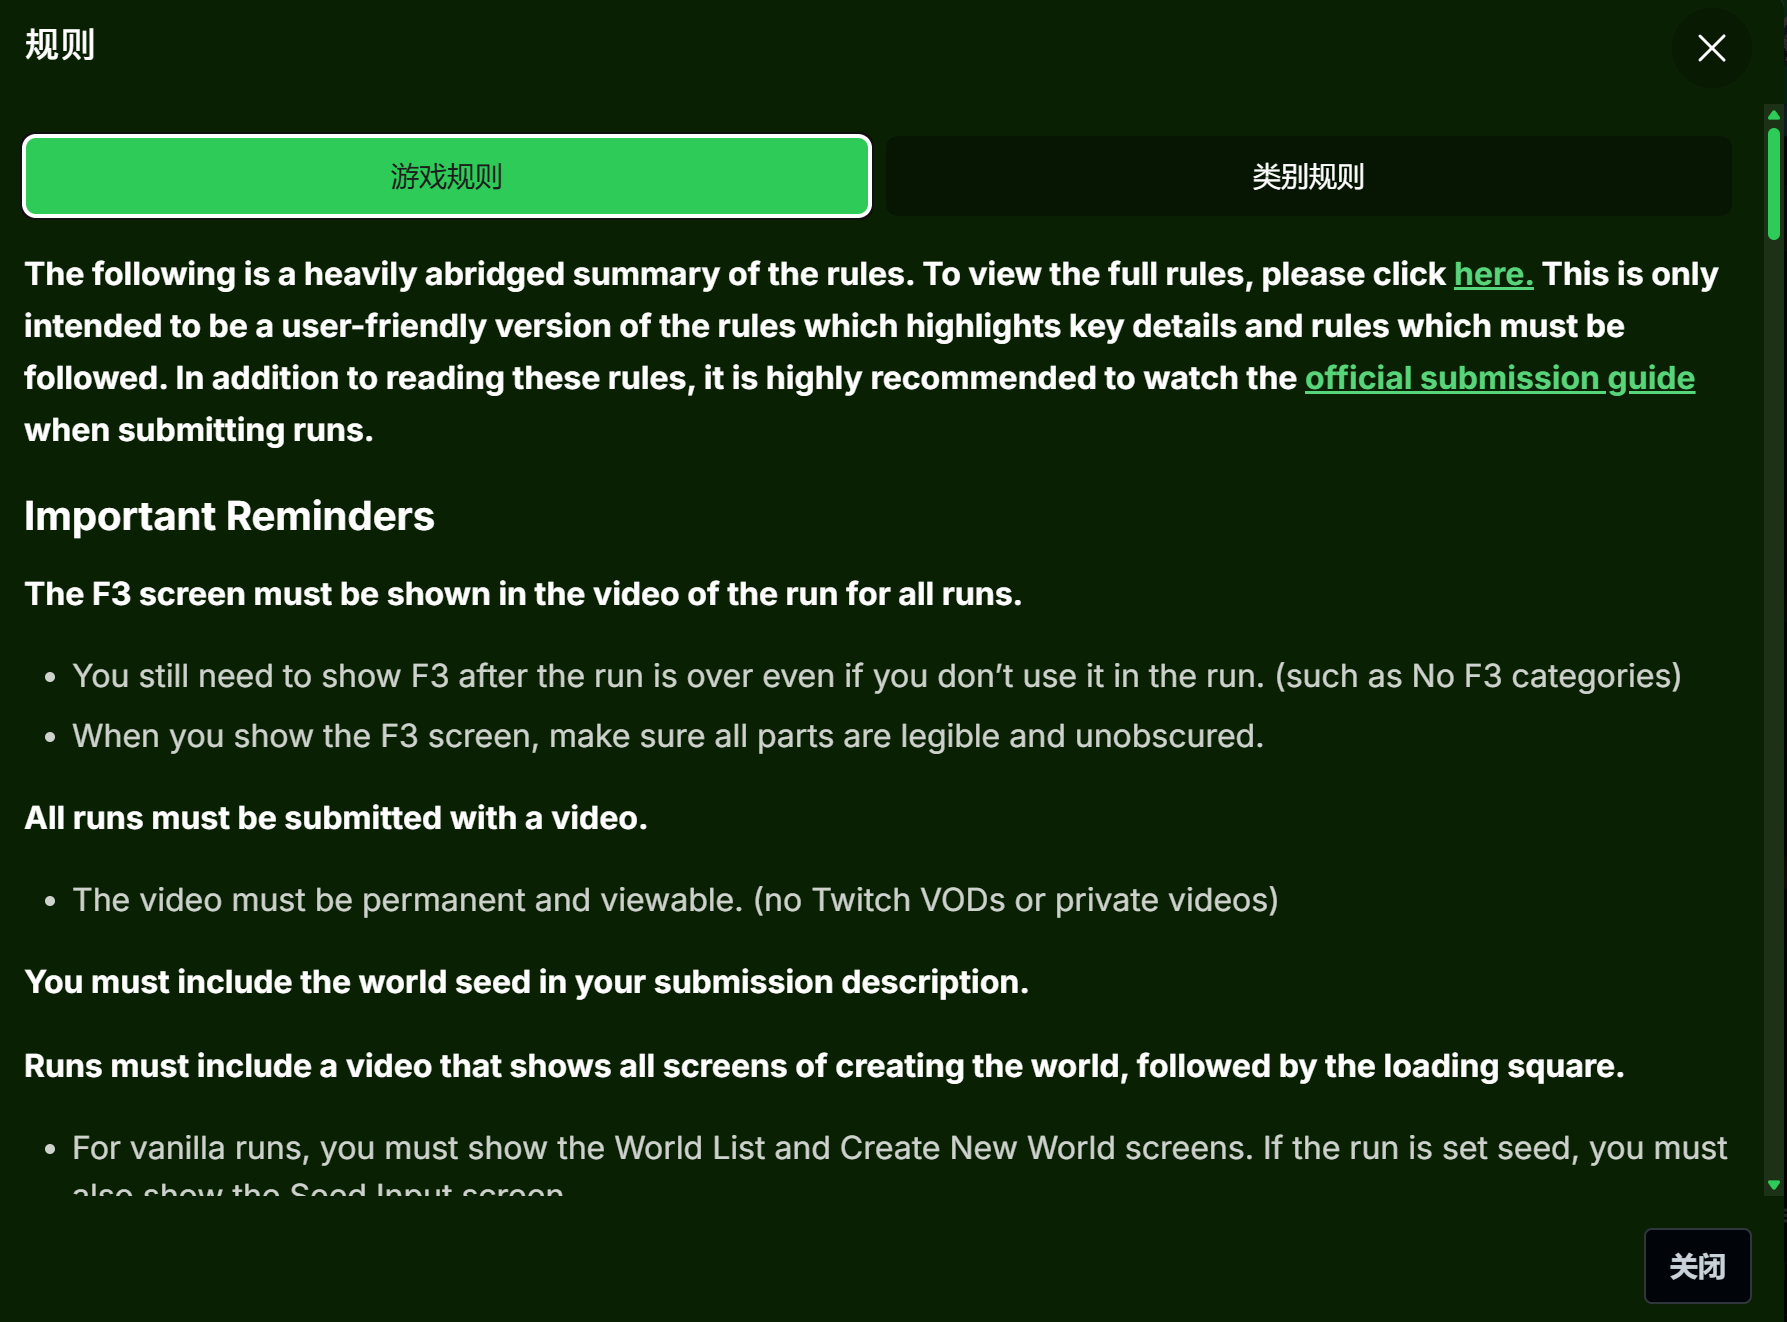 规则
游戏规则
类别规则
The following is a heavily abridged summary of the rules. To view the full rules, please click here. This is only
intended to be a user-friendly version of the rules which highlights key details and rules which must be
followed. In addition to reading these rules, it is highly recommended to watch the official submission guide
when submitting runs.
Important Reminders
The F3 screen must be shown in the video of the run for all runs.
• You still need to show F3 after the run is over even if you don’t use it in the run. (such as No F3 categories)
• When you show the F3 screen, make sure all parts are legible and unobscured.
All runs must be submitted with a video.
• The video must be permanent and viewable. (no Twitch VODs or private videos)
You must include the world seed in your submission description.
Runs must include a video that shows all screens of creating the world, followed by the loading square.
• For vanilla runs, you must show the World List and Create New World screens. If the run is set seed, you must
also show the Seed Input screen
关闭